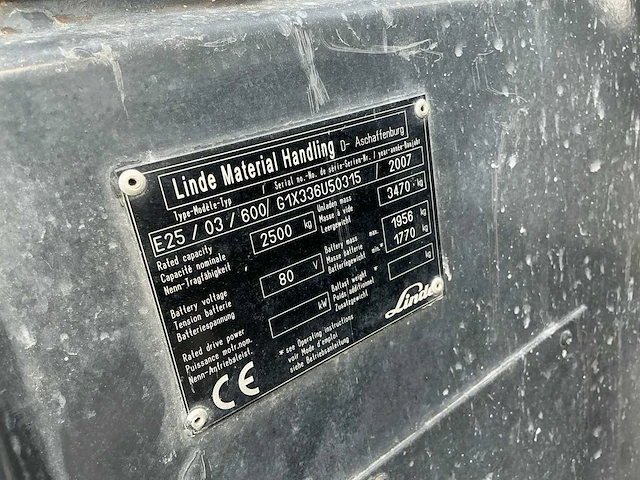 Linde Material Handling D- Aschaffenburg
Type-Modèle-Typ / Serial no.-No. de série-Serien-Nr. / year-année-Baujahr
E25 / 03 / 600 / G1X336U50315 / 2007
Rated capacity
Capacité nominale
Nenn-Tragfähigkeit
2500 kg
Unladen mass
Masse à vide
Leergewicht
3470 kg
Battery voltage
Tension batterie
Batteriespannung
80 V
Battery mass max.
Masse batterie min.*
Batteriegewicht
1956 kg
1770 kg
Rated drive power
Puissance motr.nom.
Nenn-Antriebsleist.
kW
Ballast weight *
Poids additionnel
Zusatzgewicht
kg
* see Operating instructions
voir Mode d'emploi
siehe Betriebsanleitung
CE
Linde